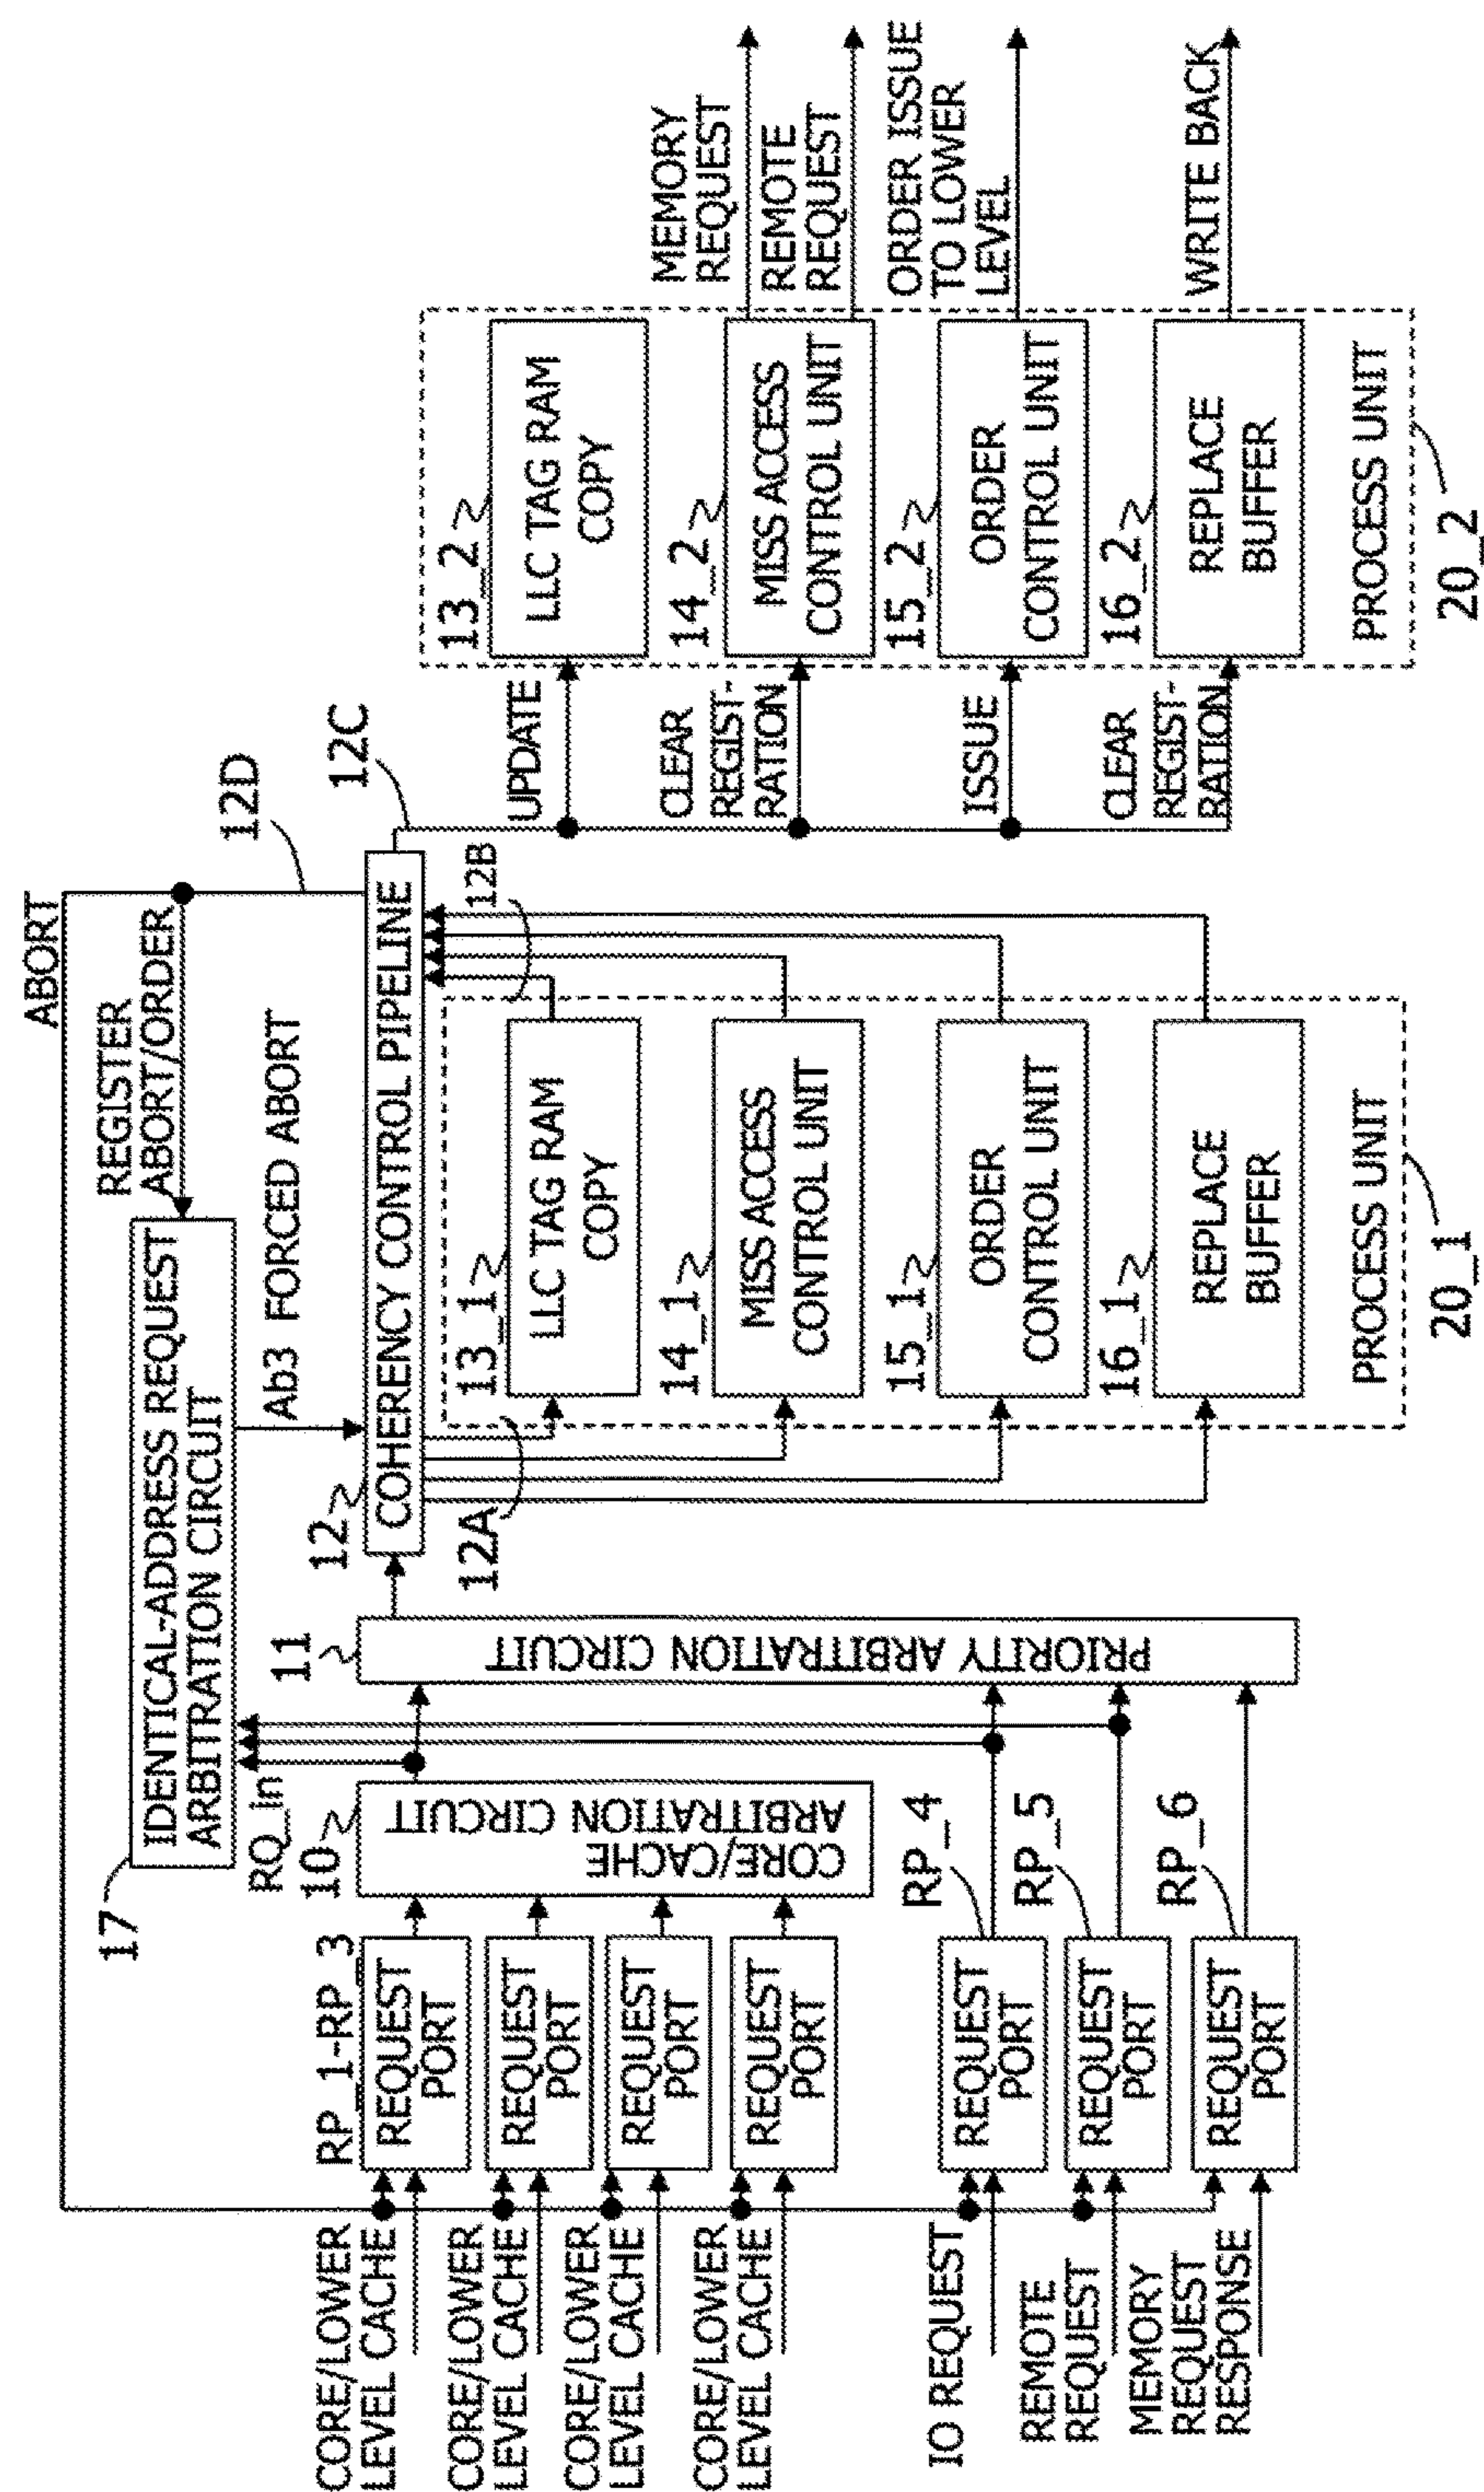 ABORT
REGISTER
ABORT/ORDER
12D
17
IDENTICAL-ADDRESS REQUEST
ARBITRATION CIRCUIT
Ab3 FORCED ABORT
RQ_in
12
COHERENCY CONTROL PIPELINE
12C
12A
12B
CORE/LOWER
LEVEL CACHE
CORE/LOWER
LEVEL CACHE
CORE/LOWER
LEVEL CACHE
CORE/LOWER
LEVEL CACHE
IO REQUEST
REMOTE
REQUEST
MEMORY
REQUEST
RESPONSE
RP_1-RP_3
REQUEST
PORT
REQUEST
PORT
REQUEST
PORT
REQUEST
PORT
REQUEST
PORT
REQUEST
PORT
REQUEST
PORT
RP_4
RP_5
RP_6
10
CORE/CACHE
ARBITRATION CIRCUIT
11
PRIORITY ARBITRATION CIRCUIT
13_1
LLC TAG RAM
COPY
14_1
MISS ACCESS
CONTROL UNIT
15_1
ORDER
CONTROL UNIT
16_1
REPLACE
BUFFER
PROCESS UNIT
20_1
UPDATE
CLEAR
REGIST-
RATION
ISSUE
CLEAR
REGIST-
RATION
13_2
LLC TAG RAM
COPY
14_2
MISS ACCESS
CONTROL UNIT
15_2
ORDER
CONTROL UNIT
16_2
REPLACE
BUFFER
PROCESS UNIT
20_2
MEMORY
REQUEST
REMOTE
REQUEST
ORDER ISSUE
TO LOWER
LEVEL
WRITE BACK